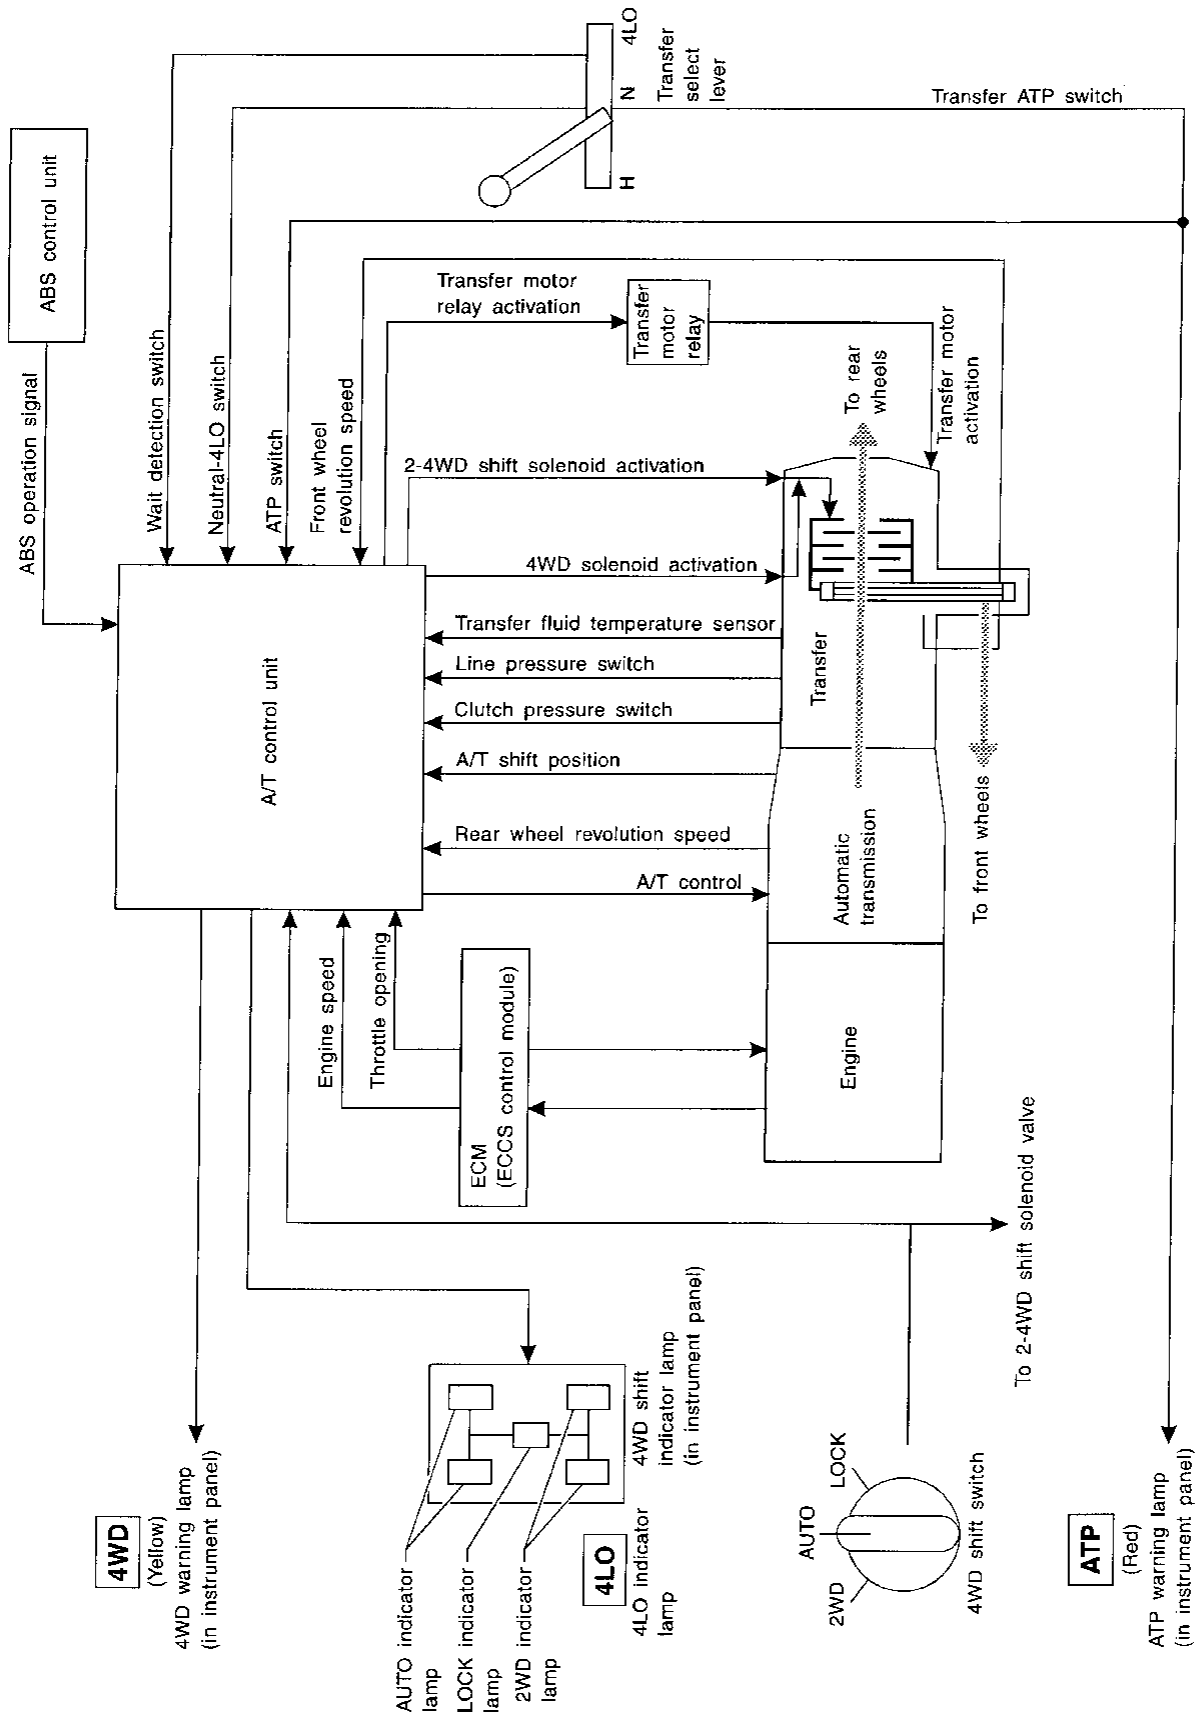 4LO
N
H
Transfer
select
lever
Transfer ATP switch
ABS control unit
ABS operation signal
Wait detection switch
Neutral-4LO switch
ATP switch
Front wheel
revolution speed
Transfer motor
relay activation
Transfer
motor
relay
To rear
wheels
Transfer motor
activation
2-4WD shift solenoid activation
4WD solenoid activation
Transfer fluid temperature sensor
Line pressure switch
Clutch pressure switch
A/T shift position
Rear wheel revolution speed
A/T control
A/T control unit
Transfer
Automatic
transmission
To front wheels
Engine speed
Throttle opening
ECM
(ECCS control module)
Engine
To 2-4WD shift solenoid valve
4WD
(Yellow)
4WD warning lamp
(in instrument panel)
4WD shift
indicator lamp
(in instrument panel)
AUTO indicator
lamp
LOCK indicator
lamp
2WD indicator
lamp
4LO
4LO indicator
lamp
2WD
AUTO
LOCK
4WD shift switch
ATP
(Red)
ATP warning lamp
(in instrument panel)